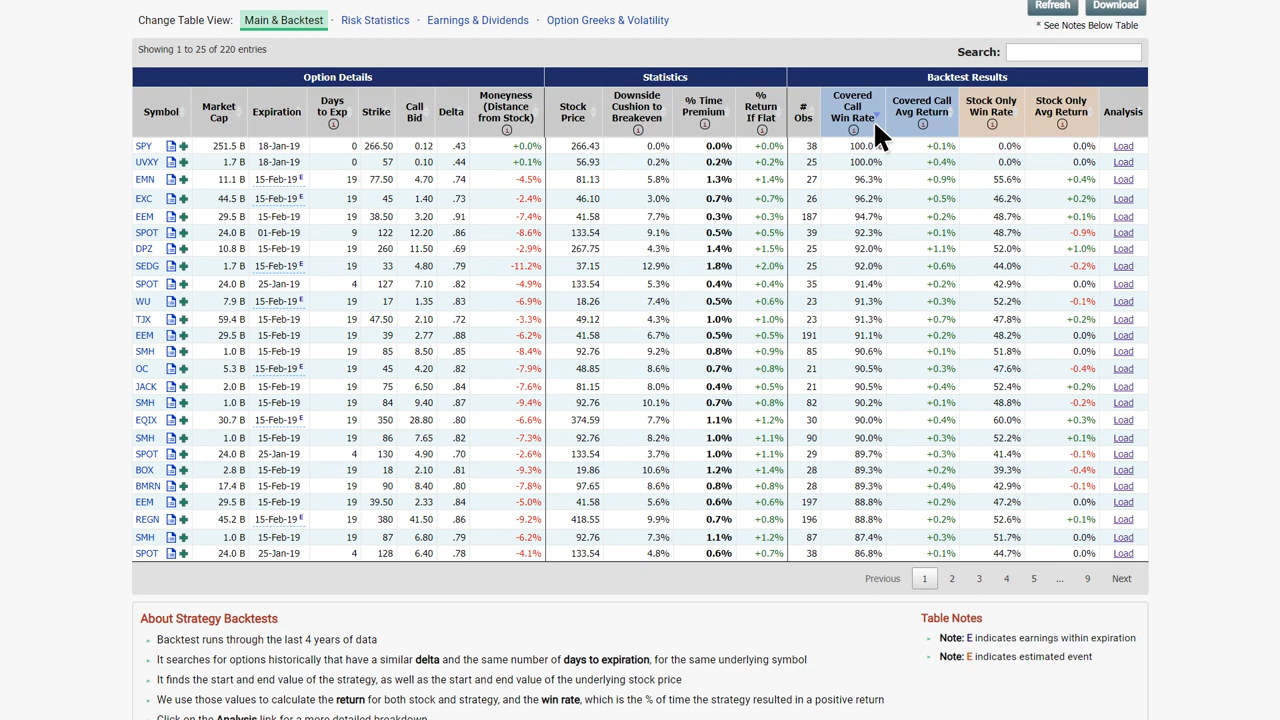 Change Table View: Main & Backtest · Risk Statistics · Earnings & Dividends · Option Greeks & Volatility
Refresh Download
* See Notes Below Table
Showing 1 to 25 of 220 entries
Search:
Option Details Statistics Backtest Results
Symbol Market Cap Expiration Days to Exp Strike Call Bid Delta Moneyness (Distance from Stock) Stock Price Downside Cushion to Breakeven % Time Premium % Return If Flat # Obs Covered Call Win Rate Covered Call Avg Return Stock Only Win Rate Stock Only Avg Return Analysis
SPY 251.5 B 18-Jan-19 0 266.50 0.12 .43 +0.0% 266.43 0.0% 0.0% +0.0% 38 100.0% +0.1% 0.0% 0.0% Load
UVXY 1.7 B 18-Jan-19 0 57 0.10 .44 +0.1% 56.93 0.2% 0.2% +0.2% 25 100.0% +0.4% 0.0% 0.0% Load
EMN 11.1 B 15-Feb-19 E 19 77.50 4.70 .74 -4.5% 81.13 5.8% 1.3% +1.4% 27 96.3% +0.9% 55.6% +0.4% Load
EXC 44.5 B 15-Feb-19 E 19 45 1.40 .73 -2.4% 46.10 3.0% 0.7% +0.7% 26 96.2% +0.5% 46.2% +0.2% Load
EEM 29.5 B 15-Feb-19 19 38.50 3.20 .91 -7.4% 41.58 7.7% 0.3% +0.3% 187 94.7% +0.2% 48.7% +0.1% Load
SPOT 24.0 B 01-Feb-19 9 122 12.20 .86 -8.6% 133.54 9.1% 0.5% +0.5% 39 92.3% +0.1% 48.7% -0.9% Load
DPZ 10.8 B 15-Feb-19 19 260 11.50 .69 -2.9% 267.75 4.3% 1.4% +1.5% 25 92.0% +1.1% 52.0% +1.0% Load
SEDG 1.7 B 15-Feb-19 E 19 33 4.80 .79 -11.2% 37.15 12.9% 1.8% +2.0% 25 92.0% +0.6% 44.0% -0.2% Load
SPOT 24.0 B 25-Jan-19 4 127 7.10 .82 -4.9% 133.54 5.3% 0.4% +0.4% 35 91.4% +0.2% 42.9% 0.0% Load
WU 7.9 B 15-Feb-19 E 19 17 1.35 .83 -6.9% 18.26 7.4% 0.5% +0.6% 23 91.3% +0.3% 52.2% -0.1% Load
TJX 59.4 B 15-Feb-19 19 47.50 2.10 .72 -3.3% 49.12 4.3% 1.0% +1.0% 23 91.3% +0.7% 47.8% +0.2% Load
EEM 29.5 B 15-Feb-19 19 39 2.77 .88 -6.2% 41.58 6.7% 0.5% +0.5% 191 91.1% +0.2% 48.2% 0.0% Load
SMH 1.0 B 15-Feb-19 19 85 8.50 .85 -8.4% 92.76 9.2% 0.8% +0.9% 85 90.6% +0.1% 51.8% 0.0% Load
OC 5.3 B 15-Feb-19 E 19 45 4.20 .82 -7.9% 48.85 8.6% 0.7% +0.8% 21 90.5% +0.3% 47.6% -0.4% Load
JACK 2.0 B 15-Feb-19 19 75 6.50 .84 -7.6% 81.15 8.0% 0.4% +0.5% 21 90.5% +0.4% 52.4% +0.2% Load
SMH 1.0 B 15-Feb-19 19 84 9.40 .87 -9.4% 92.76 10.1% 0.7% +0.8% 82 90.2% +0.1% 48.8% -0.2% Load
EQIX 30.7 B 15-Feb-19 E 19 350 28.80 .80 -6.6% 374.59 7.7% 1.1% +1.2% 30 90.0% +0.4% 60.0% +0.3% Load
SMH 1.0 B 15-Feb-19 19 86 7.65 .82 -7.3% 92.76 8.2% 1.0% +1.1% 90 90.0% +0.3% 52.2% +0.1% Load
SPOT 24.0 B 25-Jan-19 4 130 4.90 .70 -2.6% 133.54 3.7% 1.0% +1.1% 29 89.7% +0.3% 41.4% -0.1% Load
BOX 2.8 B 15-Feb-19 19 18 2.10 .81 -9.3% 19.86 10.6% 1.2% +1.4% 28 89.3% +0.2% 39.3% -0.4% Load
BMRN 17.4 B 15-Feb-19 19 90 8.40 .80 -7.8% 97.65 8.6% 0.8% +0.8% 28 89.3% +0.4% 42.9% -0.1% Load
EEM 29.5 B 15-Feb-19 19 39.50 2.33 .84 -5.0% 41.58 5.6% 0.6% +0.6% 197 88.8% +0.2% 47.2% 0.0% Load
REGN 45.2 B 15-Feb-19 E 19 380 41.50 .86 -9.2% 418.55 9.9% 0.7% +0.8% 196 88.8% +0.2% 52.6% +0.1% Load
SMH 1.0 B 15-Feb-19 19 87 6.80 .79 -6.2% 92.76 7.3% 1.1% +1.2% 87 87.4% +0.3% 51.7% 0.0% Load
SPOT 24.0 B 25-Jan-19 4 128 6.40 .78 -4.1% 133.54 4.8% 0.6% +0.7% 38 86.8% +0.1% 44.7% 0.0% Load
Previous 1 2 3 4 5 ... 9 Next
About Strategy Backtests
Backtest runs through the last 4 years of data
It searches for options historically that have a similar delta and the same number of days to expiration, for the same underlying symbol
It finds the start and end value of the strategy, as well as the start and end value of the underlying stock price
We use those values to calculate the return for both stock and strategy, and the win rate, which is the % of time the strategy resulted in a positive return
Click on the Analysis link for a more detailed breakdown
Table Notes
Note: E indicates earnings within expiration
Note: E indicates estimated event